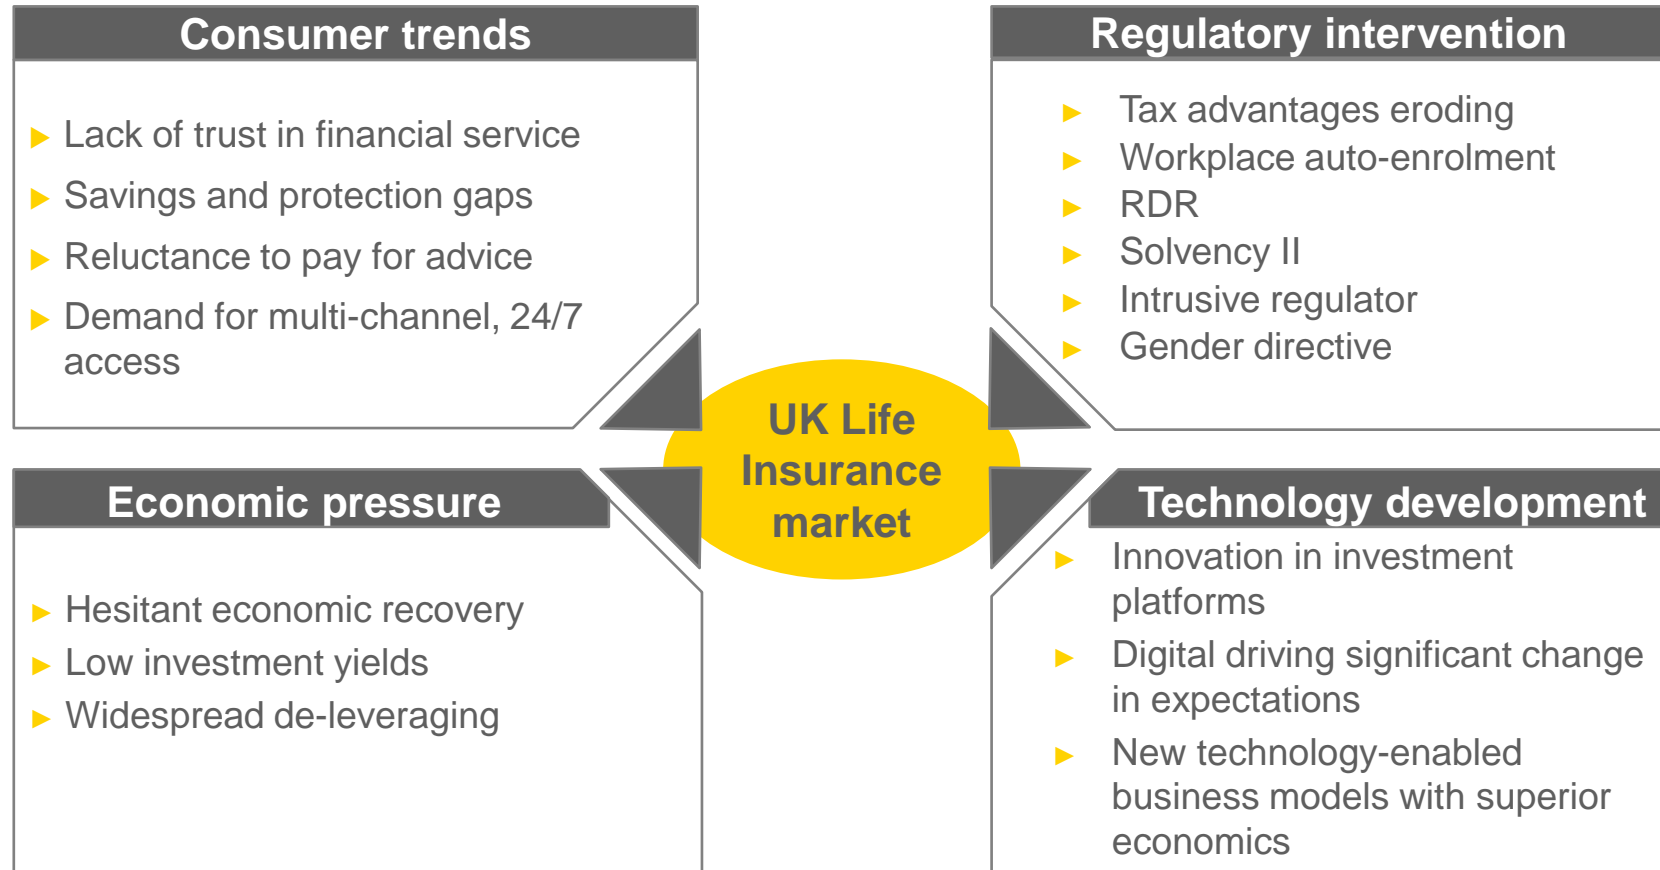 Consumer trends
Lack of trust in financial service
Savings and protection gaps
Reluctance to pay for advice
Demand for multi-channel, 24/7
access
Regulatory intervention
Tax advantages eroding
Workplace auto-enrolment
RDR
Solvency II
Intrusive regulator
Gender directive
UK Life
Insurance
market
Economic pressure
Hesitant economic recovery
Low investment yields
Widespread de-leveraging
Technology development
Innovation in investment
platforms
Digital driving significant change
in expectations
New technology-enabled
business models with superior
economics